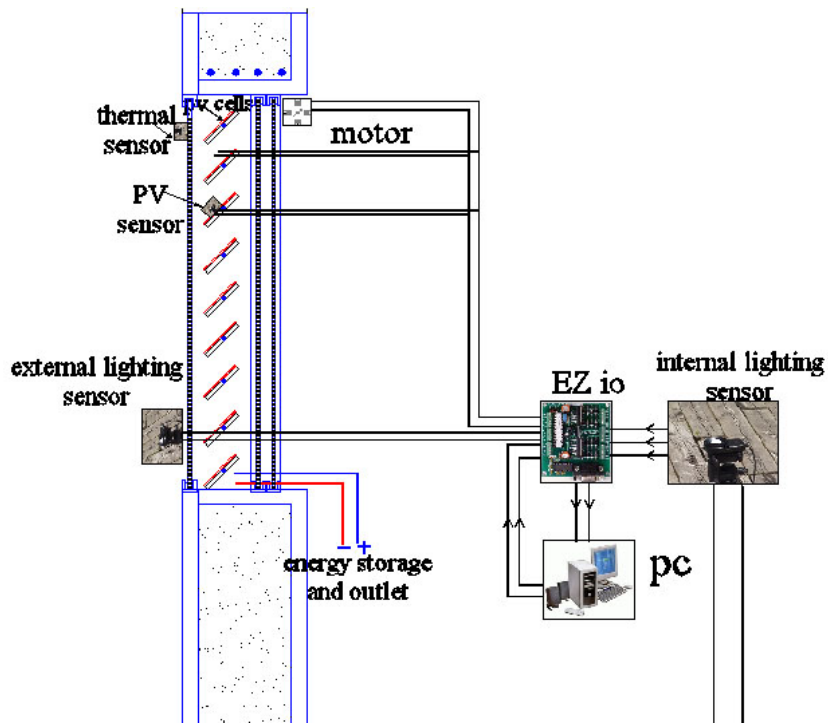 pv cells
thermal
sensor
motor
PV
sensor
external lighting
sensor
EZ io
internal lighting
sensor
– +
energy storage
and outlet
pc